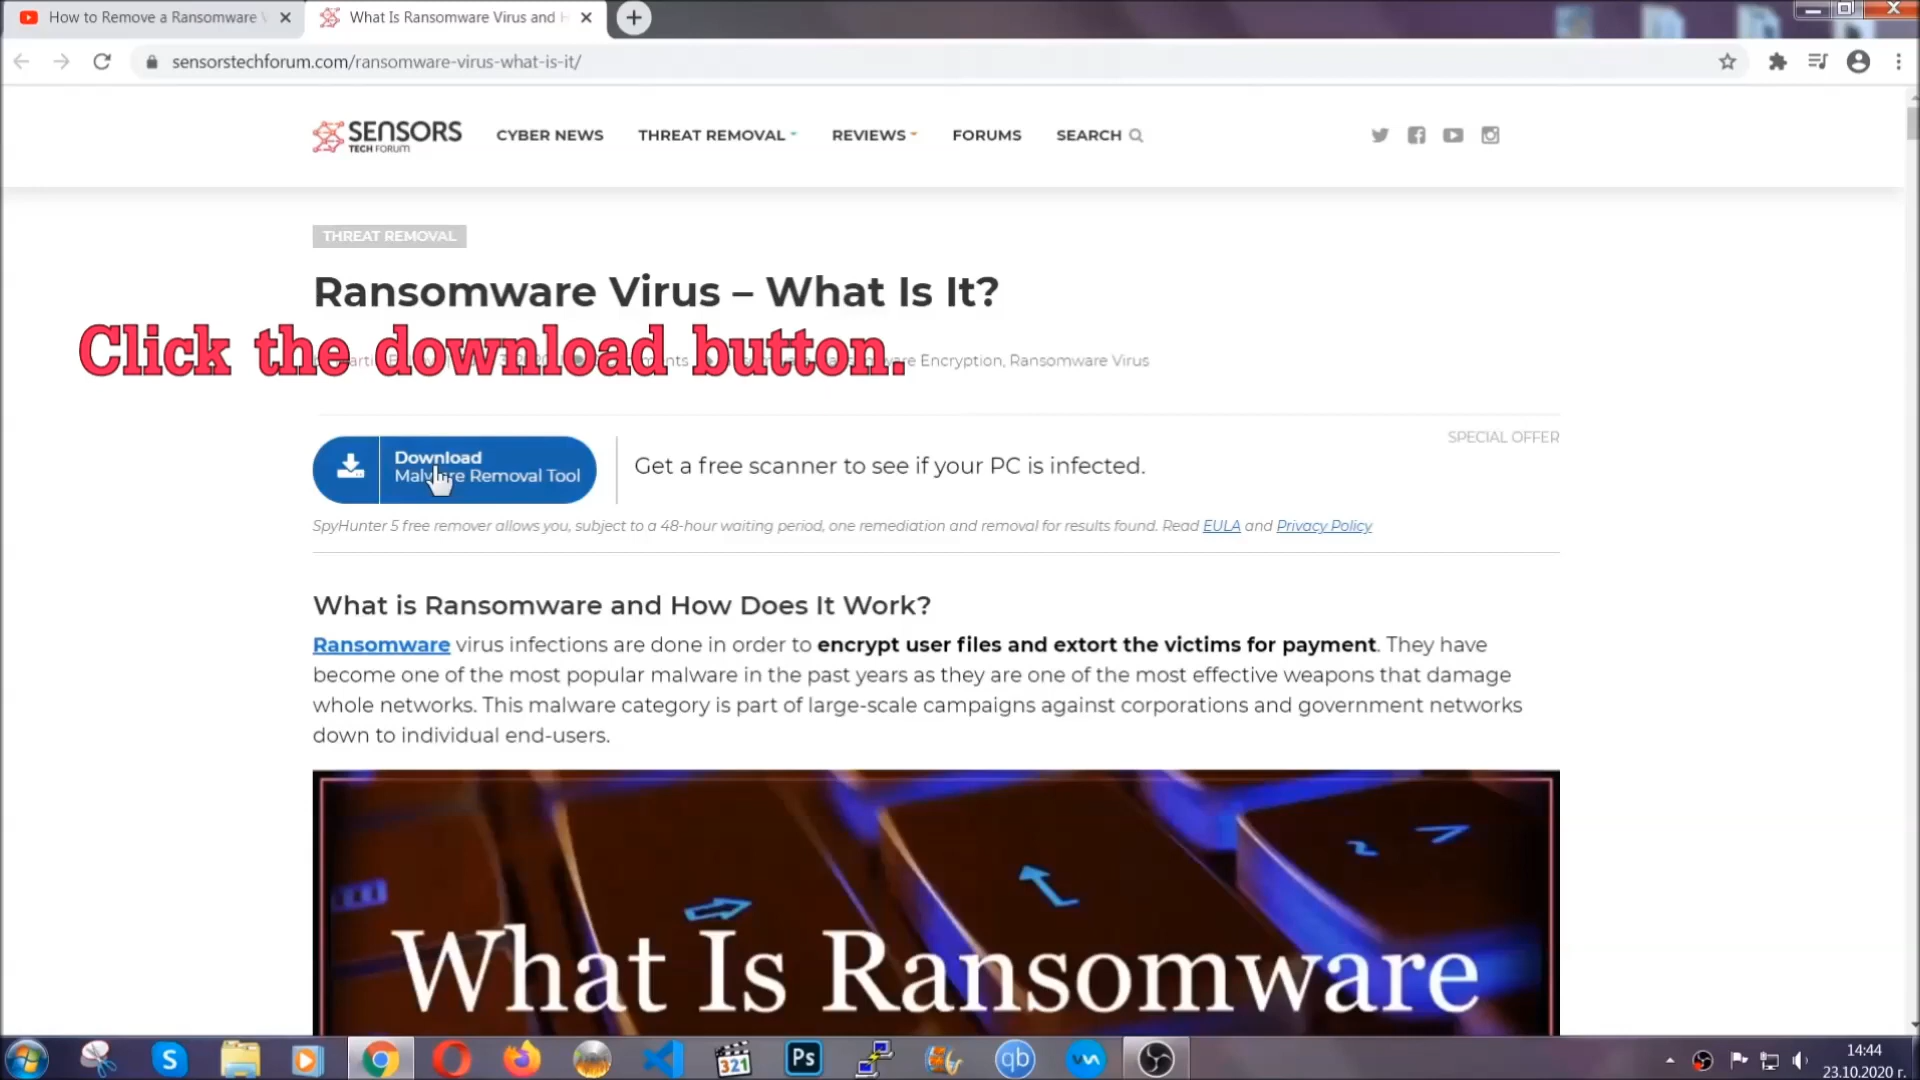 How to Remove a Ransomware
What Is Ransomware Virus and H
sensorstechforum.com/ransomware-virus-what-is-it/
SENSORS
TECH FORUM
CYBER NEWS
THREAT REMOVAL
REVIEWS
FORUMS
SEARCH
THREAT REMOVAL
Ransomware Virus – What Is It?
Click the download button.
Encryption, Ransomware Virus
SPECIAL OFFER
Download
Malware Removal Tool
Get a free scanner to see if your PC is infected.
SpyHunter 5 free remover allows you, subject to a 48-hour waiting period, one remediation and removal for results found. Read EULA and Privacy Policy
What is Ransomware and How Does It Work?
Ransomware virus infections are done in order to encrypt user files and extort the victims for payment. They have
become one of the most popular malware in the past years as they are one of the most effective weapons that damage
whole networks. This malware category is part of large-scale campaigns against corporations and government networks
down to individual end-users.
What Is Ransomware
321
Ps
qb
14:44
23.10.2020 г.